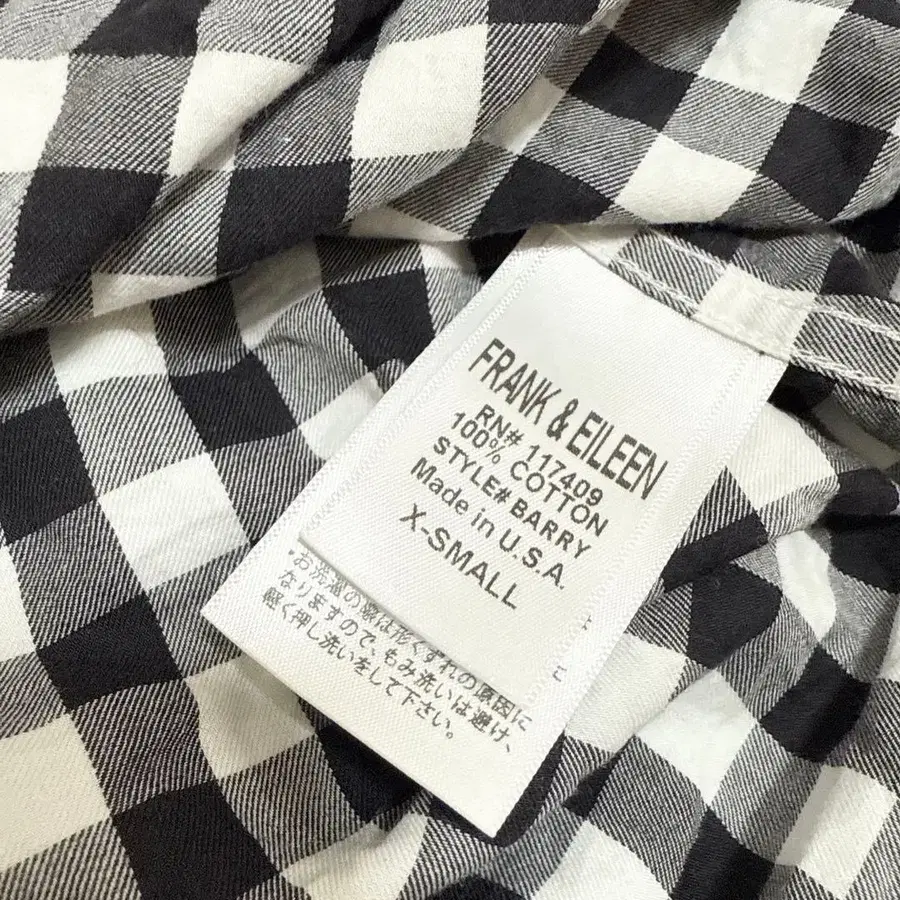 FRANK & EILEEN
RN# 117409
100% COTTON
STYLE# BARRY
Made in U.S.A.
X-SMALL
・お洗濯の際は形くずれの原因に
なりますので、もみ洗いは避け、
軽く押し洗いをして下さい。